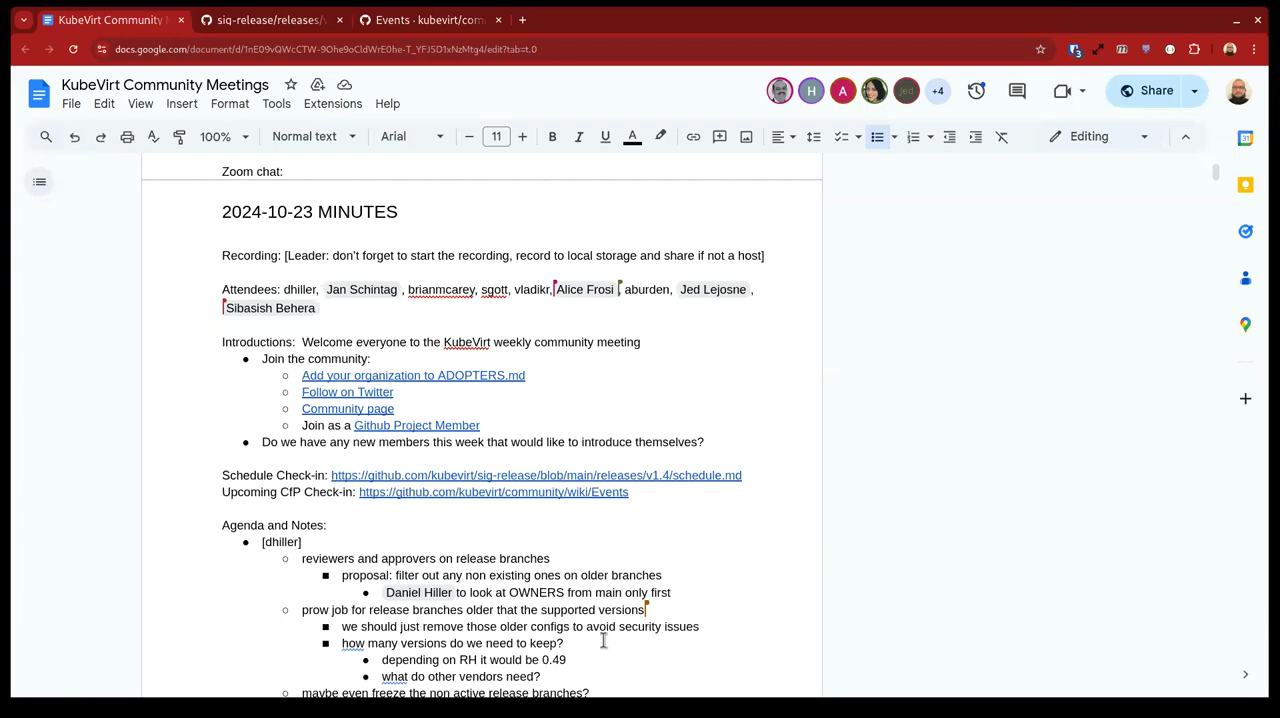 KubeVirt Community M
sig-release/releases/v
Events · kubevirt/com
docs.google.com/document/d/1nE09vQWcCTW-9Ohe9oCldWrE0he-T_YFJ5D1xNzMtg4/edit?tab=t.0
KubeVirt Community Meetings
H
A
jed
+4
Share
File Edit View Insert Format Tools Extensions Help
100% Normal text Arial 11 B I U A Editing
Zoom chat:
2024-10-23 MINUTES
Recording: [Leader: don't forget to start the recording, record to local storage and share if not a host]
Attendees: dhiller, Jan Schintag , brianmcarey, sgott, vladikr, Alice Frosi , aburden, Jed Lejosne ,
Sibasish Behera
Introductions: Welcome everyone to the KubeVirt weekly community meeting
● Join the community:
○ Add your organization to ADOPTERS.md
○ Follow on Twitter
○ Community page
○ Join as a Github Project Member
● Do we have any new members this week that would like to introduce themselves?
Schedule Check-in: https://github.com/kubevirt/sig-release/blob/main/releases/v1.4/schedule.md
Upcoming CfP Check-in: https://github.com/kubevirt/community/wiki/Events
Agenda and Notes:
● [dhiller]
○ reviewers and approvers on release branches
■ proposal: filter out any non existing ones on older branches
● Daniel Hiller to look at OWNERS from main only first
○ prow job for release branches older that the supported versions
■ we should just remove those older configs to avoid security issues
■ how many versions do we need to keep?
● depending on RH it would be 0.49
● what do other vendors need?
○ maybe even freeze the non active release branches?